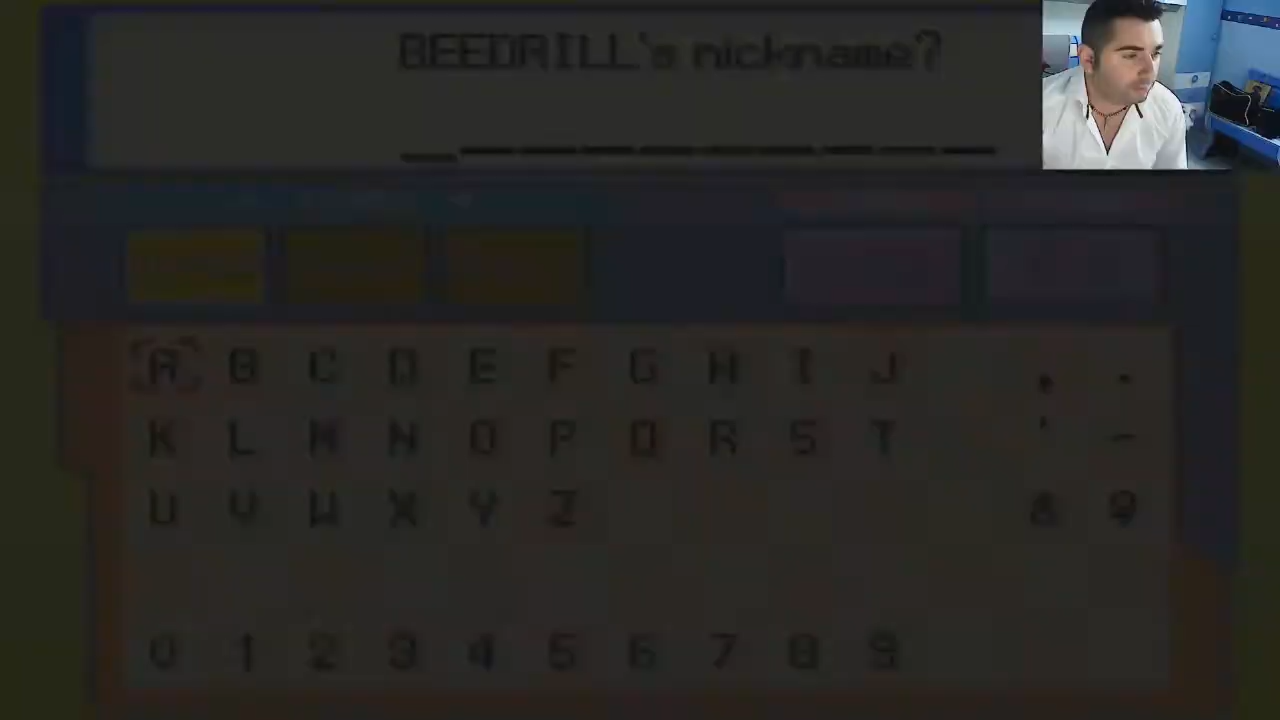 BEEDRILL's nickname?
A B C D E F G H I J , .
K L M N O P Q R S T ' -
U V W X Y Z
0 1 2 3 4 5 6 7 8 9